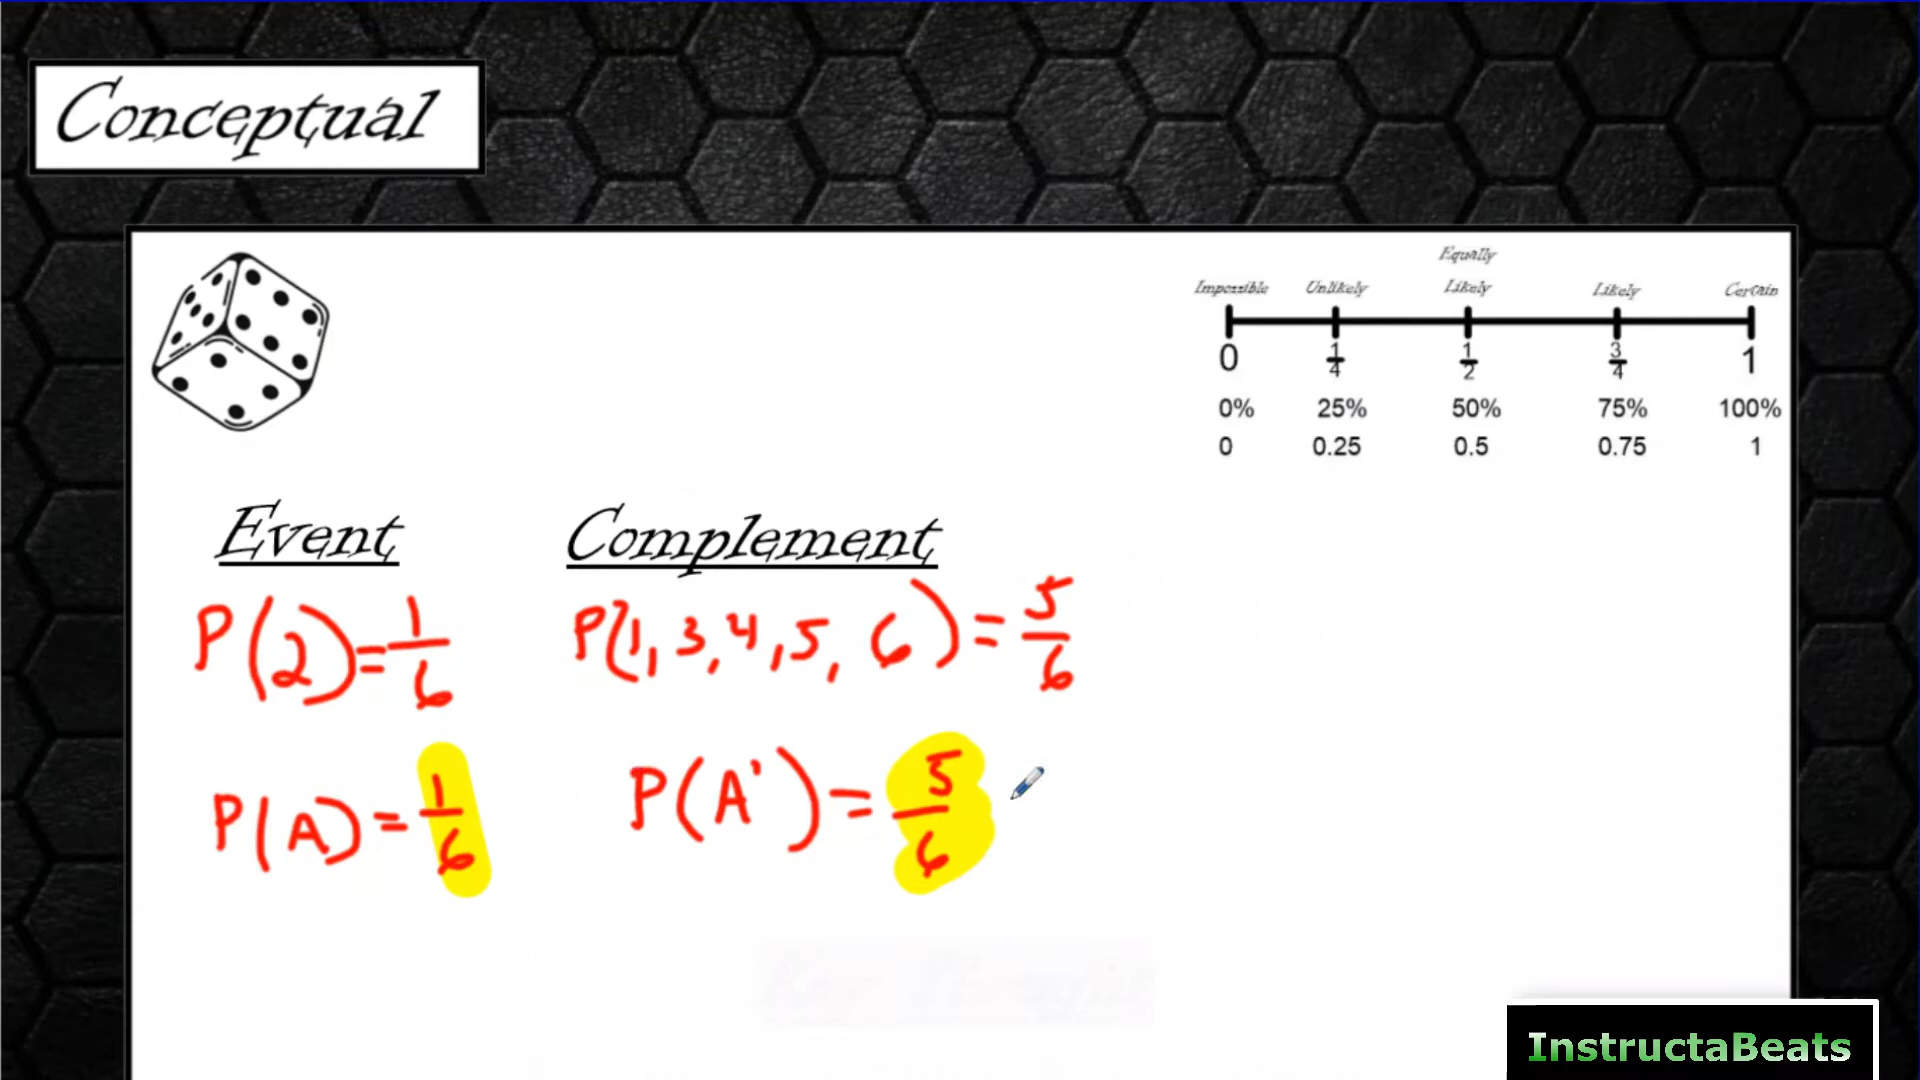 Conceptual
Equally
Impossible Unlikely Likely Likely Certain
0 1/4 1/2 3/4 1
0% 25% 50% 75% 100%
0 0.25 0.5 0.75 1
Event Complement
P(2)=1/6 P(1,3,4,5,6)=5/6
P(A)=1/6 P(A')=5/6
InstructaBeats